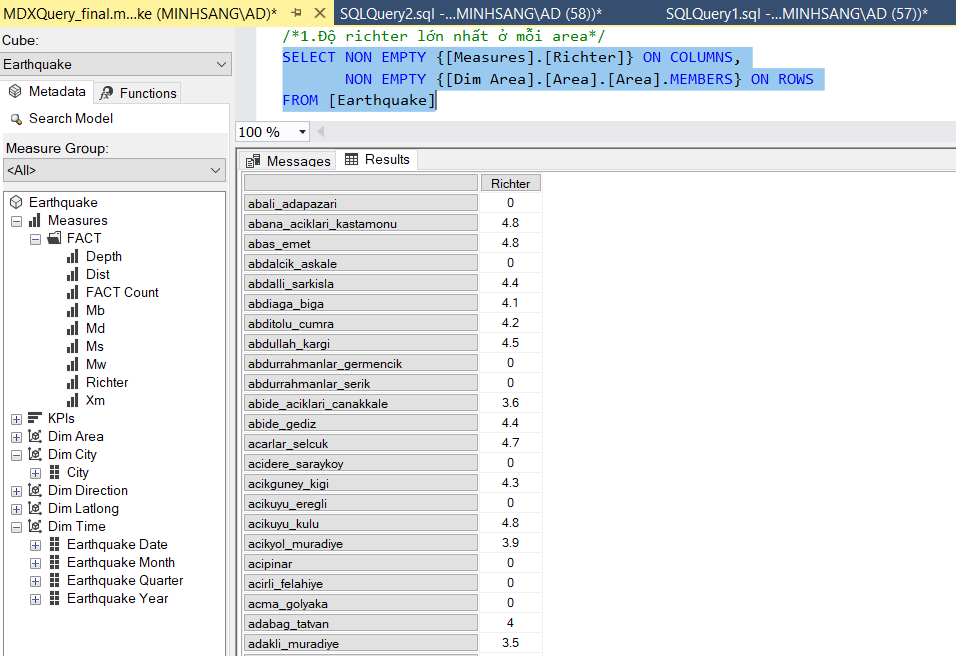 MDXQuery_final.m...ke (MINHSANG\AD)*
SQLQuery2.sql -...MINHSANG\AD (58))*
SQLQuery1.sql -...MINHSANG\AD (57))*
Cube:
Earthquake
Metadata
Functions
Search Model
Measure Group:
<All>
Earthquake
Measures
FACT
Depth
Dist
FACT Count
Mb
Md
Ms
Mw
Richter
Xm
KPIs
Dim Area
Dim City
City
Dim Direction
Dim Latlong
Dim Time
Earthquake Date
Earthquake Month
Earthquake Quarter
Earthquake Year
/*1.Độ richter lớn nhất ở mỗi area*/
SELECT NON EMPTY {[Measures].[Richter]} ON COLUMNS,
NON EMPTY {[Dim Area].[Area].[Area].MEMBERS} ON ROWS
FROM [Earthquake]
100 %
Messages
Results
Richter
abali_adapazari 0
abana_aciklari_kastamonu 4.8
abas_emet 4.8
abdalcik_askale 0
abdalli_sarkisla 4.4
abdiaga_biga 4.1
abditolu_cumra 4.2
abdullah_kargi 4.5
abdurrahmanlar_germencik 0
abdurrahmanlar_serik 0
abide_aciklari_canakkale 3.6
abide_gediz 4.4
acarlar_selcuk 4.7
acidere_saraykoy 0
acikguney_kigi 4.3
acikuyu_eregli 0
acikuyu_kulu 4.8
acikyol_muradiye 3.9
acipinar 0
acirli_felahiye 0
acma_golyaka 0
adabag_tatvan 4
adakli_muradiye 3.5